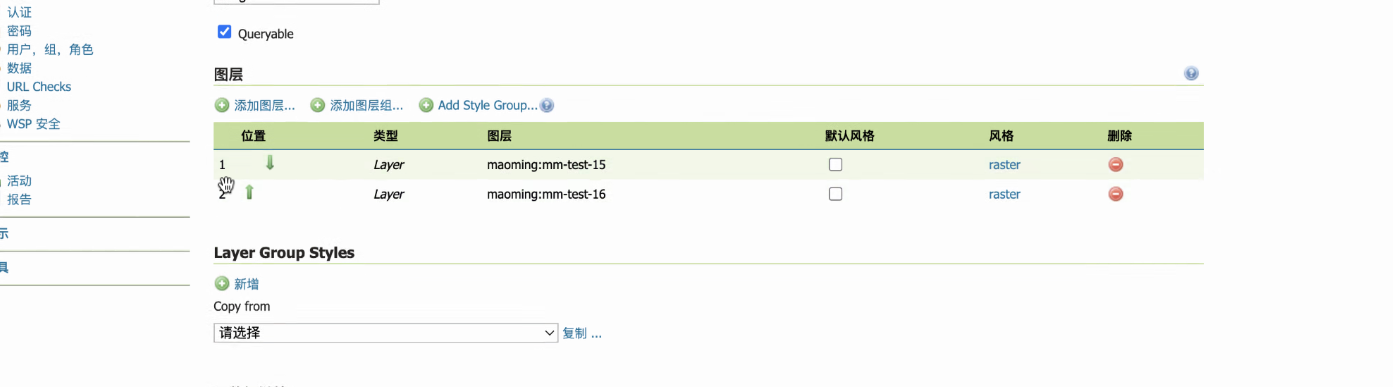 认证
密码
用户，组，角色
数据
URL Checks
服务
WSP 安全
控
活动
报告
示
具
Queryable
图层
添加图层... 添加图层组... Add Style Group...
位置 类型 图层 默认风格 风格 删除
1 Layer maoming:mm-test-15 raster
2 Layer maoming:mm-test-16 raster
Layer Group Styles
新增
Copy from
请选择 复制 ...